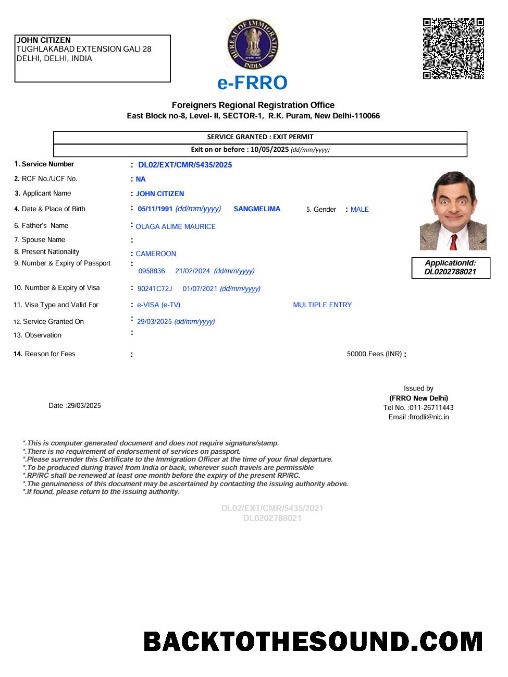 JOHN CITIZEN
TUGHLAKABAD EXTENSION GALI 28
DELHI, DELHI, INDIA
BUREAU OF IMMIGRATION
INDIA
e-FRRO
Foreigners Regional Registration Office
East Block no-8, Level- II, SECTOR-1, R.K. Puram, New Delhi-110066
SERVICE GRANTED : EXIT PERMIT
Exit on or before : 10/05/2025 (dd/mm/yyyy)
1. Service Number : DL02/EXT/CMR/5435/2025
2. RCF No./UCF No. : NA
3. Applicant Name : JOHN CITIZEN
4. Date & Place of Birth : 05/11/1991 (dd/mm/yyyy) SANGMELIMA 5. Gender : MALE
6. Father's Name : OLAGA ALIME MAURICE
7. Spouse Name :
8. Present Nationality : CAMEROON
9. Number & Expiry of Passport :
0958836 21/02/2024 (dd/mm/yyyy)
ApplicationId:
DL0202788021
10. Number & Expiry of Visa : 90241C72J 01/07/2021 (dd/mm/yyyy)
11. Visa Type and Valid For : e-VISA (e-TV) MULTIPLE ENTRY
12. Service Granted On : 29/03/2025 (dd/mm/yyyy)
13. Observation :
14. Reason for Fees : 50000 Fees (INR) :
Issued by
(FRRO New Delhi)
Date :29/03/2025
Tel No. :011-26711443
Email :frrodli@nic.in
*.This is computer generated document and does not require signature/stamp.
*.There is no requirement of endorsement of services on passport.
*.Please surrender this Certificate to the Immigration Officer at the time of your final departure.
*.To be produced during travel from India or back, wherever such travels are permissible
*.RP/RC shall be renewed at least one month before the expiry of the present RP/RC.
*.The genuineness of this document may be ascertained by contacting the issuing authority above.
*.If found, please return to the issuing authority.
DL02/EXT/CMR/5435/2021
DL0202788021
BACKTOTHESOUND.COM